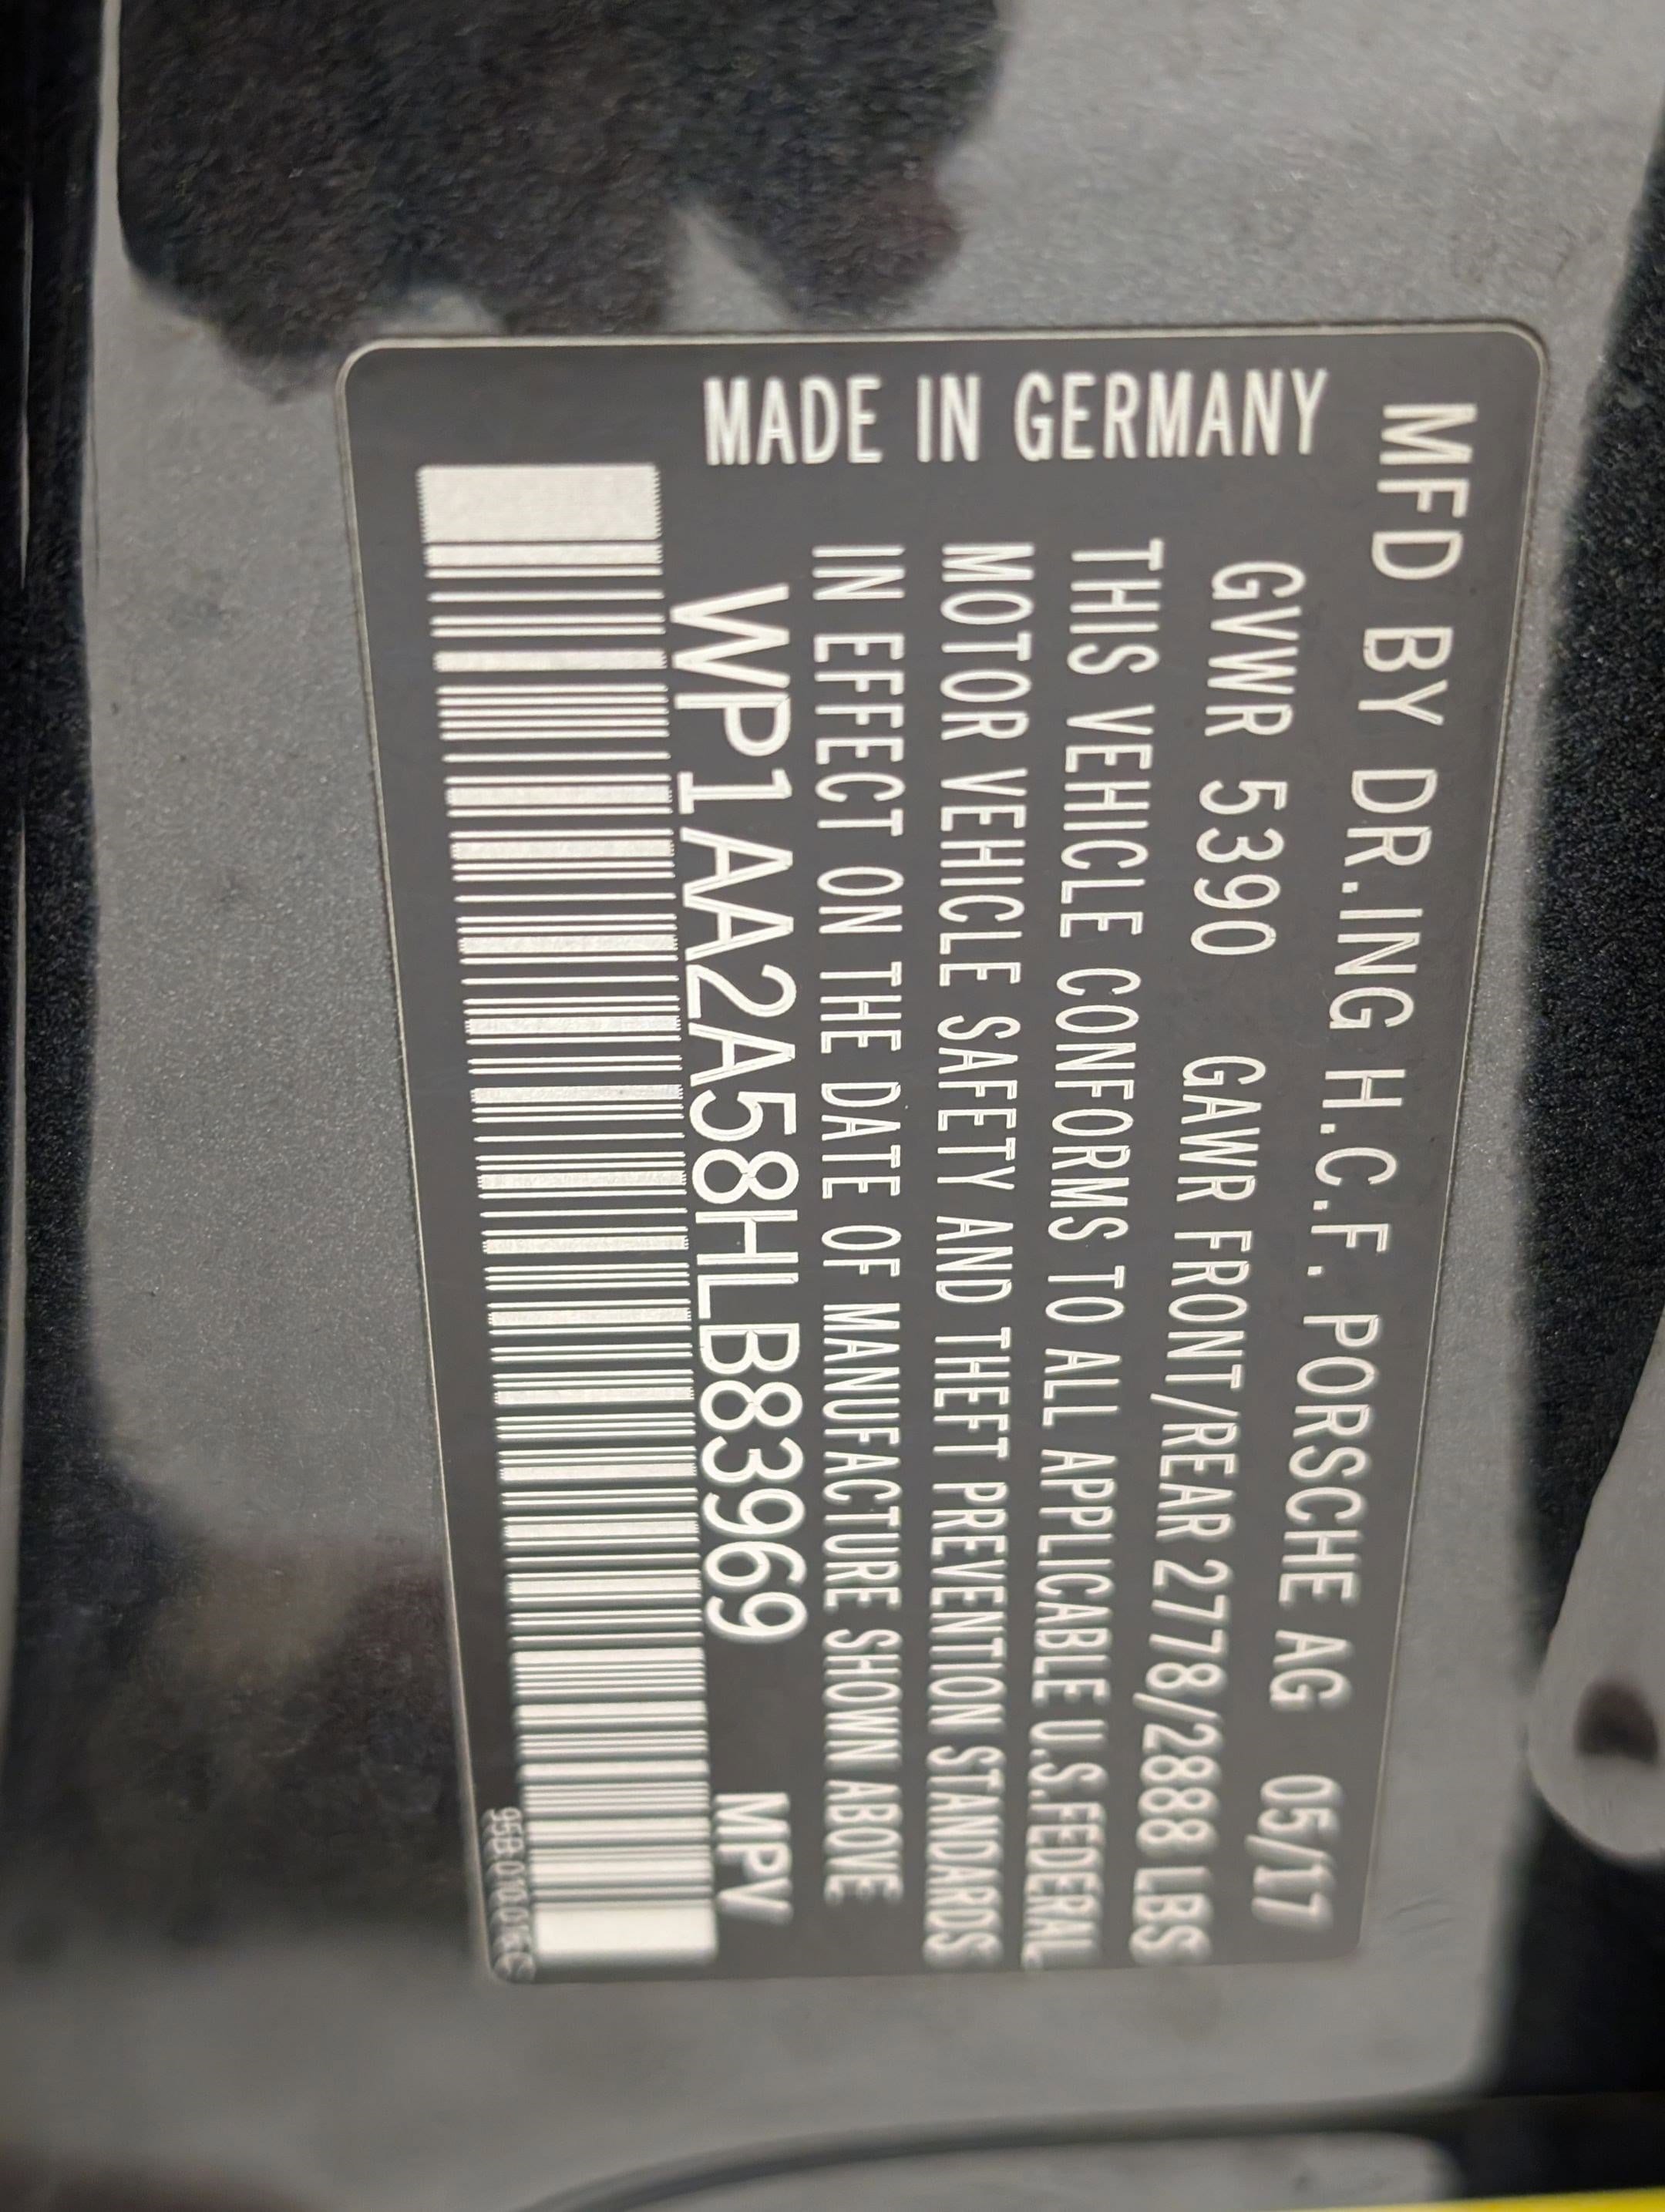 MFD BY DR.ING H.C.F. PORSCHE AG 05/17
GVWR 5390 GAWR FRONT/REAR 2778/2888 LBS
THIS VEHICLE CONFORMS TO ALL APPLICABLE U.S.FEDERAL
MOTOR VEHICLE SAFETY AND THEFT PREVENTION STANDARDS
IN EFFECT ON THE DATE OF MANUFACTURE SHOWN ABOVE
WP1AA2A58HLB83969 MPV
MADE IN GERMANY